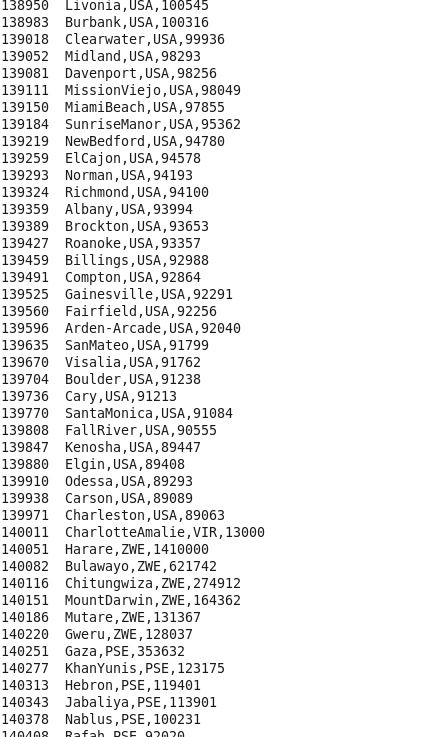 138950  Livonia,USA,100545
138983  Burbank,USA,100316
139018  Clearwater,USA,99936
139052  Midland,USA,98293
139081  Davenport,USA,98256
139111  MissionViejo,USA,98049
139150  MiamiBeach,USA,97855
139184  SunriseManor,USA,95362
139219  NewBedford,USA,94780
139259  ElCajon,USA,94578
139293  Norman,USA,94193
139324  Richmond,USA,94100
139359  Albany,USA,93994
139389  Brockton,USA,93653
139427  Roanoke,USA,93357
139459  Billings,USA,92988
139491  Compton,USA,92864
139525  Gainesville,USA,92291
139560  Fairfield,USA,92256
139596  Arden-Arcade,USA,92040
139635  SanMateo,USA,91799
139670  Visalia,USA,91762
139704  Boulder,USA,91238
139736  Cary,USA,91213
139770  SantaMonica,USA,91084
139808  FallRiver,USA,90555
139847  Kenosha,USA,89447
139880  Elgin,USA,89408
139910  Odessa,USA,89293
139938  Carson,USA,89089
139971  Charleston,USA,89063
140011  CharlotteAmalie,VIR,13000
140051  Harare,ZWE,1410000
140082  Bulawayo,ZWE,621742
140116  Chitungwiza,ZWE,274912
140151  MountDarwin,ZWE,164362
140186  Mutare,ZWE,131367
140220  Gweru,ZWE,128037
140251  Gaza,PSE,353632
140277  KhanYunis,PSE,123175
140313  Hebron,PSE,119401
140343  Jabaliya,PSE,113901
140378  Nablus,PSE,100231
140408  Rafah,PSE,92020